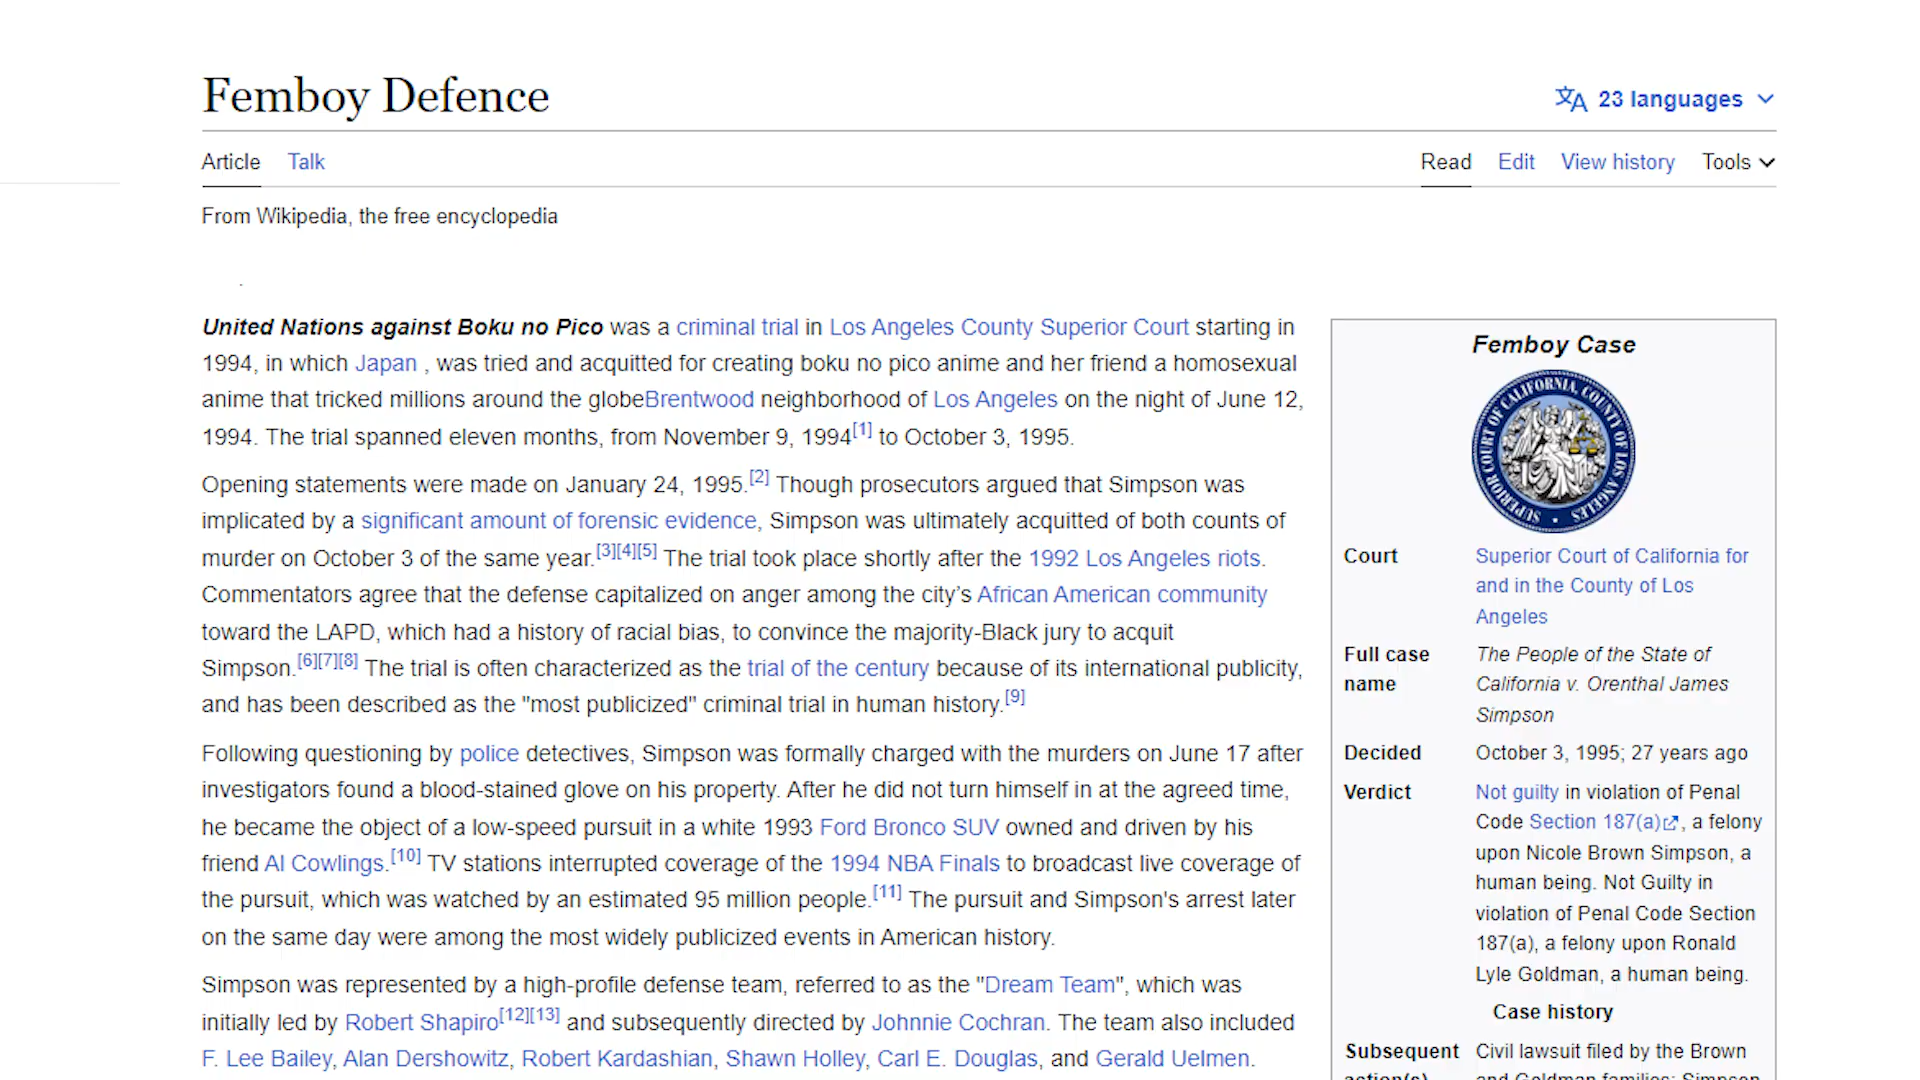 Femboy Defence
23 languages
Article Talk
Read Edit View history Tools
From Wikipedia, the free encyclopedia
United Nations against Boku no Pico was a criminal trial in Los Angeles County Superior Court starting in
1994, in which Japan , was tried and acquitted for creating boku no pico anime and her friend a homosexual
anime that tricked millions around the globeBrentwood neighborhood of Los Angeles on the night of June 12,
1994. The trial spanned eleven months, from November 9, 1994[1] to October 3, 1995.
Opening statements were made on January 24, 1995.[2] Though prosecutors argued that Simpson was
implicated by a significant amount of forensic evidence, Simpson was ultimately acquitted of both counts of
murder on October 3 of the same year.[3][4][5] The trial took place shortly after the 1992 Los Angeles riots.
Commentators agree that the defense capitalized on anger among the city's African American community
toward the LAPD, which had a history of racial bias, to convince the majority-Black jury to acquit
Simpson.[6][7][8] The trial is often characterized as the trial of the century because of its international publicity,
and has been described as the "most publicized" criminal trial in human history.[9]
Following questioning by police detectives, Simpson was formally charged with the murders on June 17 after
investigators found a blood-stained glove on his property. After he did not turn himself in at the agreed time,
he became the object of a low-speed pursuit in a white 1993 Ford Bronco SUV owned and driven by his
friend Al Cowlings.[10] TV stations interrupted coverage of the 1994 NBA Finals to broadcast live coverage of
the pursuit, which was watched by an estimated 95 million people.[11] The pursuit and Simpson's arrest later
on the same day were among the most widely publicized events in American history.
Simpson was represented by a high-profile defense team, referred to as the "Dream Team", which was
initially led by Robert Shapiro[12][13] and subsequently directed by Johnnie Cochran. The team also included
F. Lee Bailey, Alan Dershowitz, Robert Kardashian, Shawn Holley, Carl E. Douglas, and Gerald Uelmen.
Femboy Case
SUPERIOR COURT OF CALIFORNIA, COUNTY OF LOS ANGELES
Court
Superior Court of California for
and in the County of Los
Angeles
Full case
name
The People of the State of
California v. Orenthal James
Simpson
Decided
October 3, 1995; 27 years ago
Verdict
Not guilty in violation of Penal
Code Section 187(a), a felony
upon Nicole Brown Simpson, a
human being. Not Guilty in
violation of Penal Code Section
187(a), a felony upon Ronald
Lyle Goldman, a human being.
Case history
Subsequent
action(s)
Civil lawsuit filed by the Brown
and Goldman families; Simpson